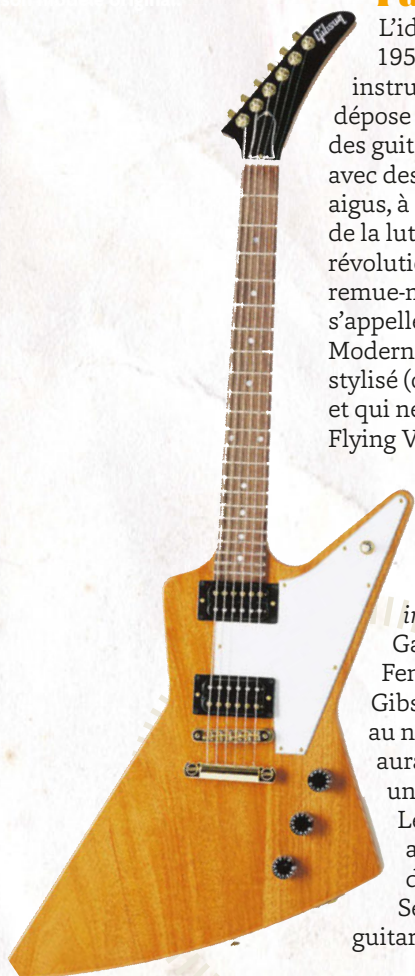 Gibson
L'id
195
instru
dépose
des guit
avec des
aigus, à
de la lut
révolutio
remue-m
s'appelle
Modern
stylisé (c
et qui ne
Flying V
in
Ga
Fer
Gibs
au n
aura
un
Le
a
d
Se
guitar